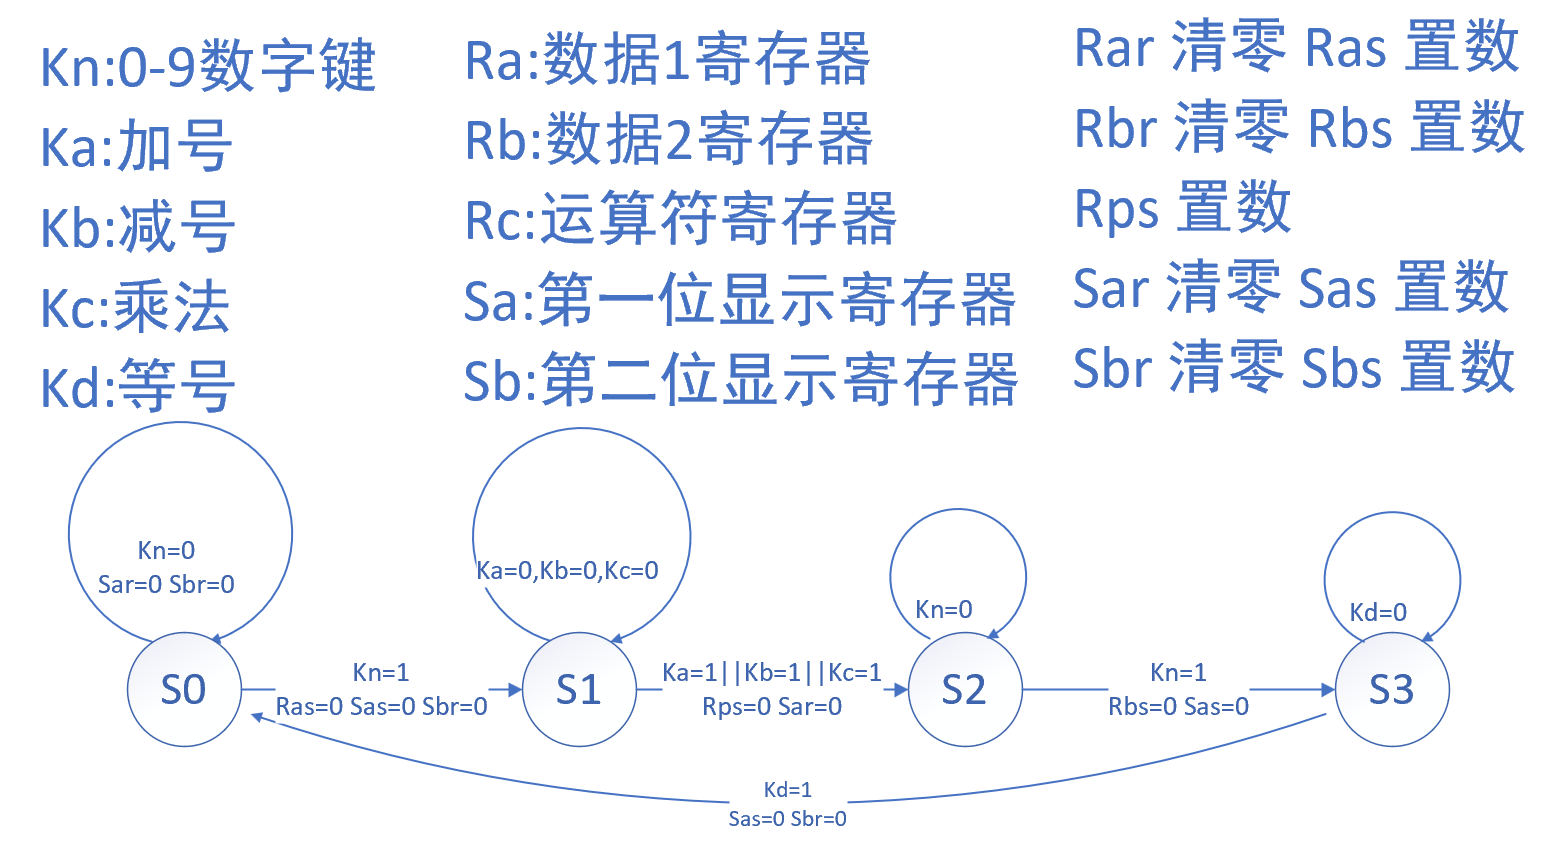 Kn:0-9数字键
Ka:加号
Kb:减号
Kc:乘法
Kd:等号
Ra:数据1寄存器
Rb:数据2寄存器
Rc:运算符寄存器
Sa:第一位显示寄存器
Sb:第二位显示寄存器
Rar 清零 Ras 置数
Rbr 清零 Rbs 置数
Rps 置数
Sar 清零 Sas 置数
Sbr 清零 Sbs 置数
Kn=0
Sar=0 Sbr=0
Ka=0,Kb=0,Kc=0
Kn=0
Kd=0
S0
Kn=1
Ras=0 Sas=0 Sbr=0
S1
Ka=1||Kb=1||Kc=1
Rps=0 Sar=0
S2
Kn=1
Rbs=0 Sas=0
S3
Kd=1
Sas=0 Sbr=0